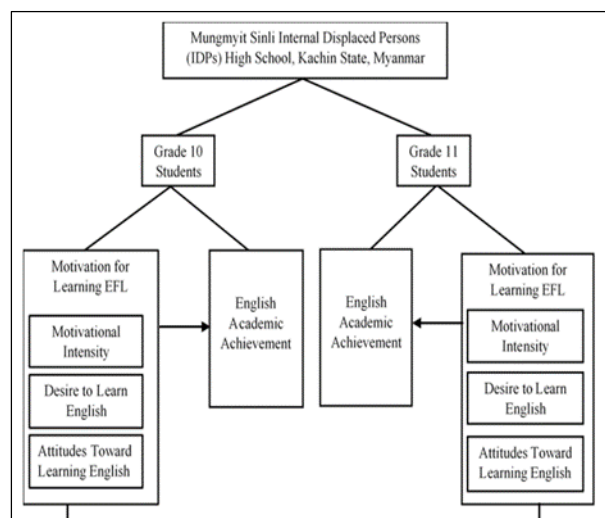 Mungmyit Sinli Internal Displaced Persons
(IDPs) High School, Kachin State, Myanmar
Grade 10
Students
Grade 11
Students
Motivation for
Learning EFL
Motivational
Intensity
Desire to Learn
English
Attitudes Toward
Learning English
English
Academic
Achievement
English
Academic
Achievement
Motivation for
Learning EFL
Motivational
Intensity
Desire to Learn
English
Attitudes Toward
Learning English